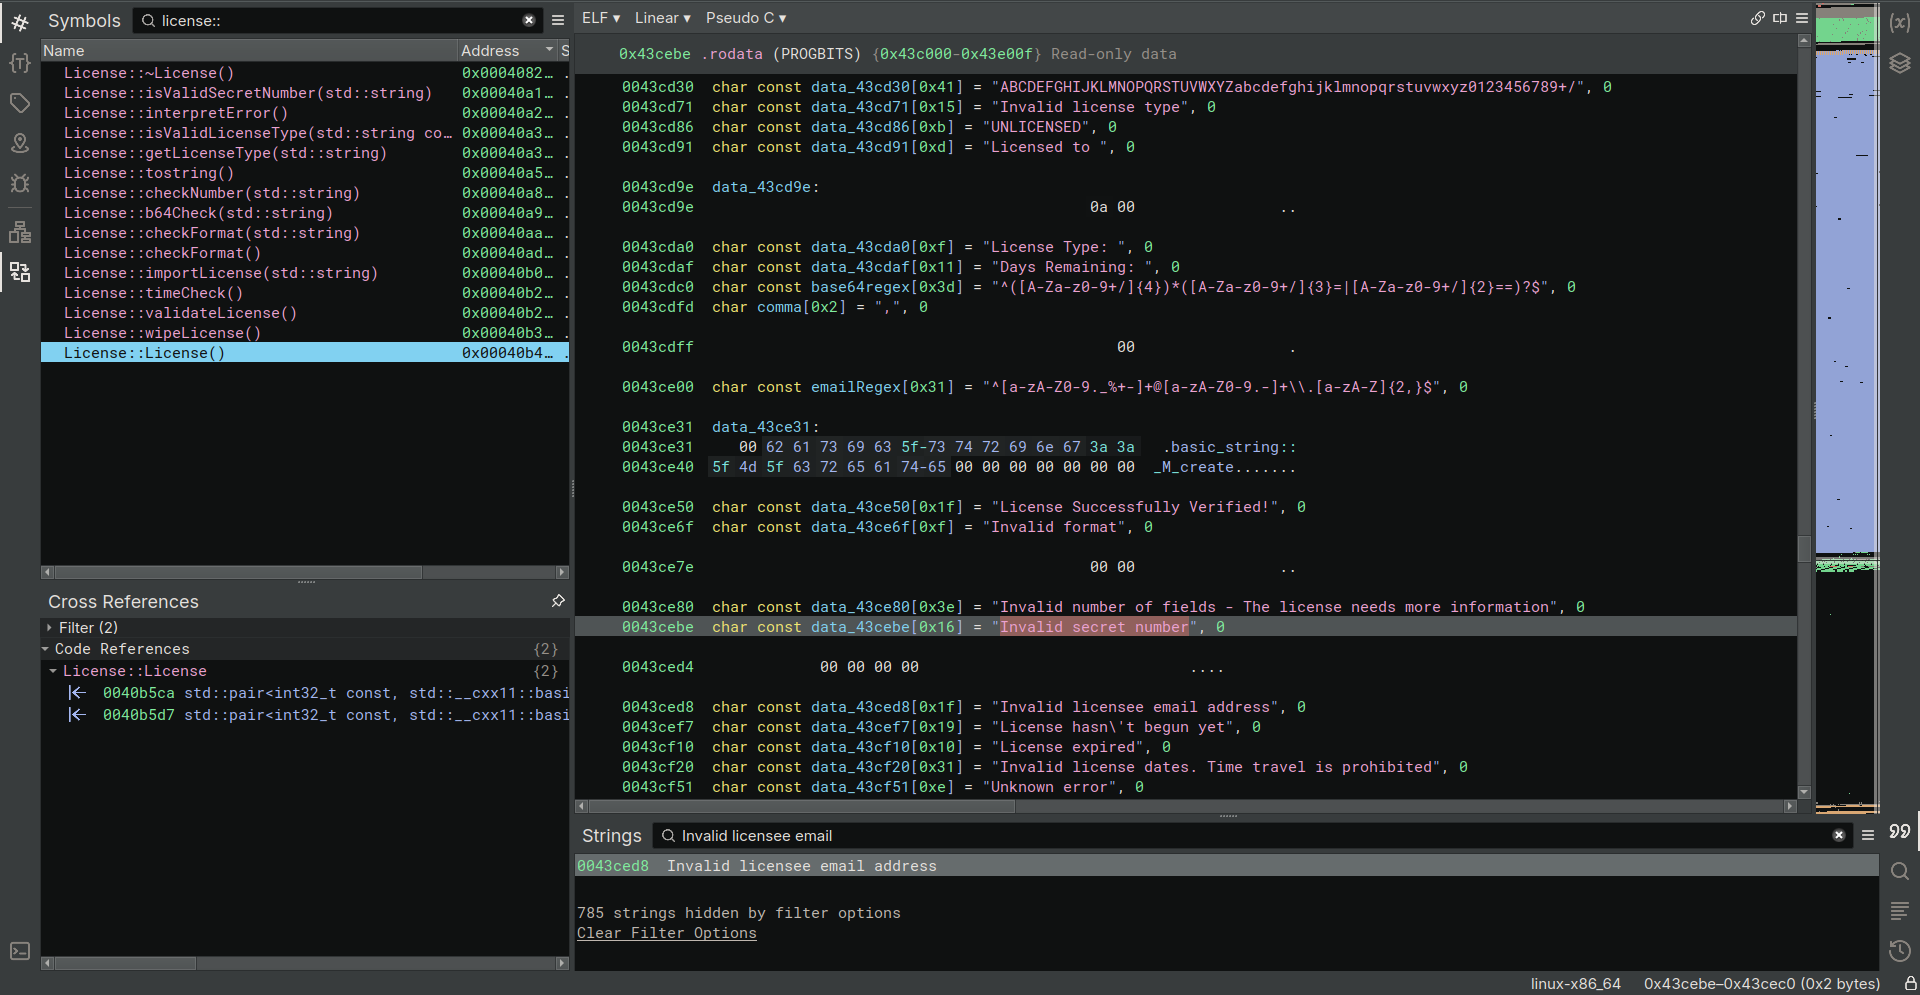 Symbols license::
Name Address S
License::~License() 0x0004082… .
License::isValidSecretNumber(std::string) 0x00040a1… .
License::interpretError() 0x00040a2… .
License::isValidLicenseType(std::string co… 0x00040a3… .
License::getLicenseType(std::string) 0x00040a3… .
License::tostring() 0x00040a5… .
License::checkNumber(std::string) 0x00040a8… .
License::b64Check(std::string) 0x00040a9… .
License::checkFormat(std::string) 0x00040aa… .
License::checkFormat() 0x00040ad… .
License::importLicense(std::string) 0x00040b0… .
License::timeCheck() 0x00040b2… .
License::validateLicense() 0x00040b2… .
License::wipeLicense() 0x00040b3… .
License::License() 0x00040b4… .
Cross References
Filter (2)
Code References {2}
License::License {2}
0040b5ca std::pair<int32_t const, std::__cxx11::basi
0040b5d7 std::pair<int32_t const, std::__cxx11::basi
ELF ▾ Linear ▾ Pseudo C ▾
0x43cebe .rodata (PROGBITS) {0x43c000-0x43e00f} Read-only data
0043cd30 char const data_43cd30[0x41] = "ABCDEFGHIJKLMNOPQRSTUVWXYZabcdefghijklmnopqrstuvwxyz0123456789+/", 0
0043cd71 char const data_43cd71[0x15] = "Invalid license type", 0
0043cd86 char const data_43cd86[0xb] = "UNLICENSED", 0
0043cd91 char const data_43cd91[0xd] = "Licensed to ", 0
0043cd9e data_43cd9e:
0043cd9e 0a 00 ..
0043cda0 char const data_43cda0[0xf] = "License Type: ", 0
0043cdaf char const data_43cdaf[0x11] = "Days Remaining: ", 0
0043cdc0 char const base64regex[0x3d] = "^([A-Za-z0-9+/]{4})*([A-Za-z0-9+/]{3}=|[A-Za-z0-9+/]{2}==)?$", 0
0043cdfd char comma[0x2] = ",", 0
0043cdff 00 .
0043ce00 char const emailRegex[0x31] = "^[a-zA-Z0-9._%+-]+@[a-zA-Z0-9.-]+\\.[a-zA-Z]{2,}$", 0
0043ce31 data_43ce31:
0043ce31 00 62 61 73 69 63 5f-73 74 72 69 6e 67 3a 3a .basic_string::
0043ce40 5f 4d 5f 63 72 65 61 74-65 00 00 00 00 00 00 00 _M_create.......
0043ce50 char const data_43ce50[0x1f] = "License Successfully Verified!", 0
0043ce6f char const data_43ce6f[0xf] = "Invalid format", 0
0043ce7e 00 00 ..
0043ce80 char const data_43ce80[0x3e] = "Invalid number of fields - The license needs more information", 0
0043cebe char const data_43cebe[0x16] = "Invalid secret number", 0
0043ced4 00 00 00 00 ....
0043ced8 char const data_43ced8[0x1f] = "Invalid licensee email address", 0
0043cef7 char const data_43cef7[0x19] = "License hasn\'t begun yet", 0
0043cf10 char const data_43cf10[0x10] = "License expired", 0
0043cf20 char const data_43cf20[0x31] = "Invalid license dates. Time travel is prohibited", 0
0043cf51 char const data_43cf51[0xe] = "Unknown error", 0
Strings Invalid licensee email
0043ced8 Invalid licensee email address
785 strings hidden by filter options
Clear Filter Options
linux-x86_64 0x43cebe–0x43cec0 (0x2 bytes)